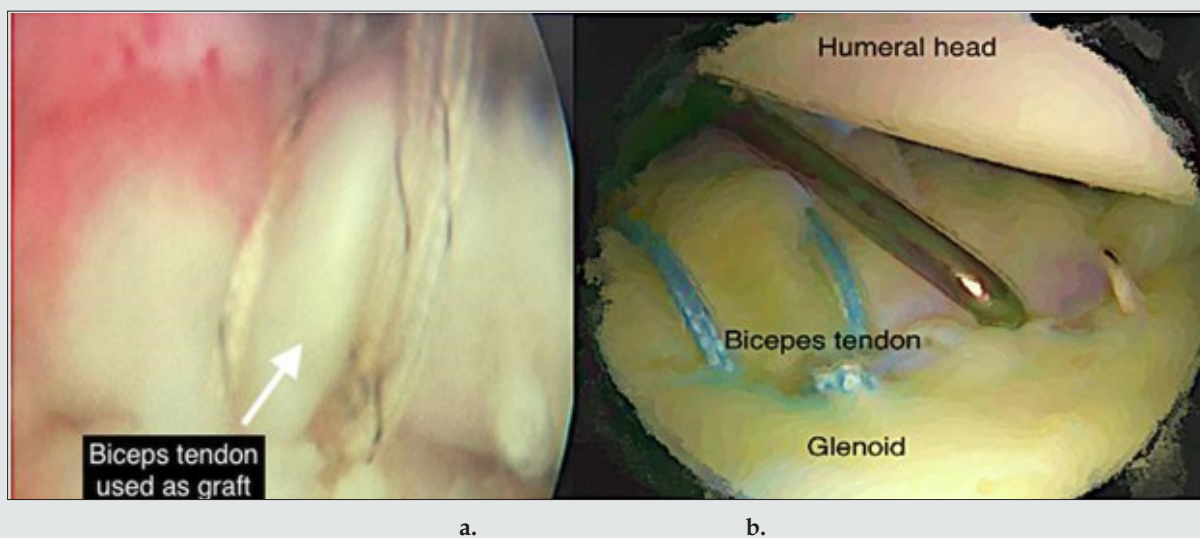 Biceps tendon
used as graft
Humeral head
Bicepes tendon
Glenoid
a.
b.